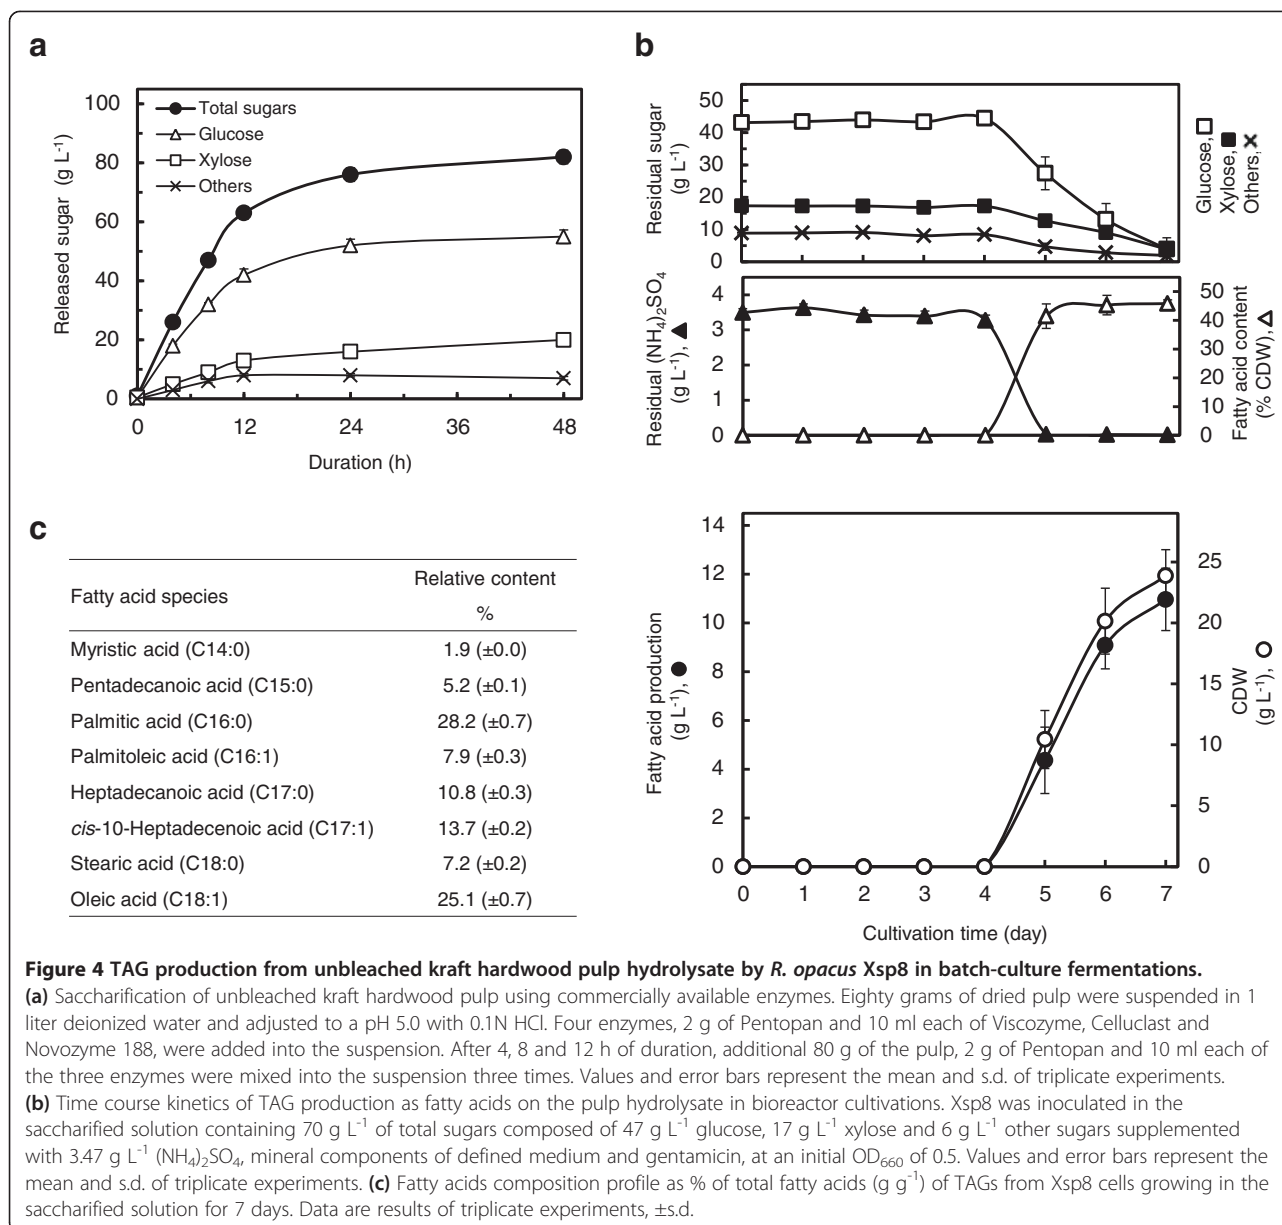 a
100
80
60
40
20
0
Released sugar (g L-1)
Total sugars
Glucose
Xylose
Others
0 12 24 36 48
Duration (h)
b
50
40
30
20
10
0
Residual sugar
(g L-1)
Glucose,
Xylose,
Others,
4
3
2
1
0
Residual (NH4)2SO4
(g L-1),
50
40
30
20
10
0
Fatty acid content
(% CDW),
14
12
10
8
6
4
2
0
Fatty acid production
(g L-1),
25
20
15
10
5
0
CDW
(g L-1),
0 1 2 3 4 5 6 7
Cultivation time (day)
c
Fatty acid species Relative content
%
Myristic acid (C14:0) 1.9 (±0.0)
Pentadecanoic acid (C15:0) 5.2 (±0.1)
Palmitic acid (C16:0) 28.2 (±0.7)
Palmitoleic acid (C16:1) 7.9 (±0.3)
Heptadecanoic acid (C17:0) 10.8 (±0.3)
cis-10-Heptadecenoic acid (C17:1) 13.7 (±0.2)
Stearic acid (C18:0) 7.2 (±0.2)
Oleic acid (C18:1) 25.1 (±0.7)
Figure 4 TAG production from unbleached kraft hardwood pulp hydrolysate by R. opacus Xsp8 in batch-culture fermentations.
(a) Saccharification of unbleached kraft hardwood pulp using commercially available enzymes. Eighty grams of dried pulp were suspended in 1
liter deionized water and adjusted to a pH 5.0 with 0.1N HCl. Four enzymes, 2 g of Pentopan and 10 ml each of Viscozyme, Celluclast and
Novozyme 188, were added into the suspension. After 4, 8 and 12 h of duration, additional 80 g of the pulp, 2 g of Pentopan and 10 ml each of
the three enzymes were mixed into the suspension three times. Values and error bars represent the mean and s.d. of triplicate experiments.
(b) Time course kinetics of TAG production as fatty acids on the pulp hydrolysate in bioreactor cultivations. Xsp8 was inoculated in the
saccharified solution containing 70 g L-1 of total sugars composed of 47 g L-1 glucose, 17 g L-1 xylose and 6 g L-1 other sugars supplemented
with 3.47 g L-1 (NH4)2SO4, mineral components of defined medium and gentamicin, at an initial OD660 of 0.5. Values and error bars represent the
mean and s.d. of triplicate experiments. (c) Fatty acids composition profile as % of total fatty acids (g g-1) of TAGs from Xsp8 cells growing in the
saccharified solution for 7 days. Data are results of triplicate experiments, ±s.d.